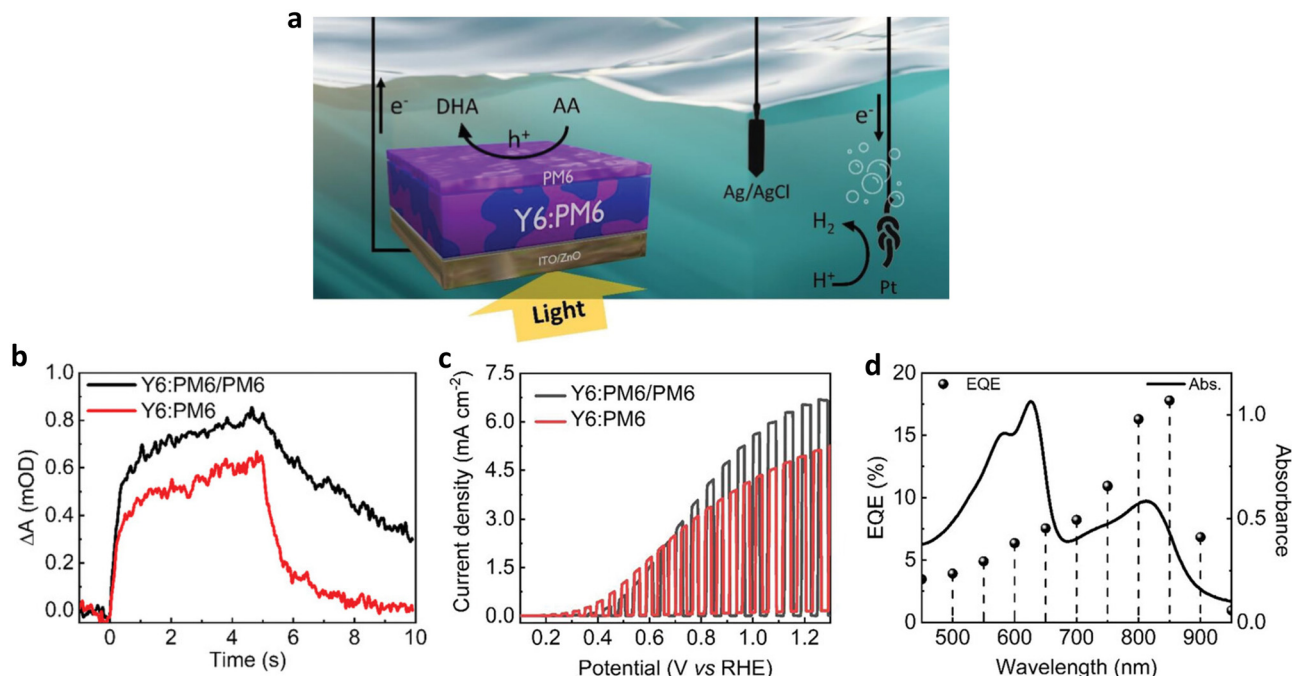 a
e⁻
DHA
AA
h⁺
PM6
Y6:PM6
ITO/ZnO
Light
Ag/AgCl
e⁻
H₂
H⁺
Pt
b
Y6:PM6/PM6
Y6:PM6
1.0
0.8
0.6
0.4
0.2
0.0
ΔA (mOD)
0 2 4 6 8 10
Time (s)
c
Y6:PM6/PM6
Y6:PM6
7.5
6.0
4.5
3.0
1.5
0.0
Current density (mA cm⁻²)
0.2 0.4 0.6 0.8 1.0 1.2
Potential (V vs RHE)
d
EQE
Abs.
20
15
10
5
0
EQE (%)
1.0
0.5
0.0
Absorbance
500 600 700 800 900
Wavelength (nm)